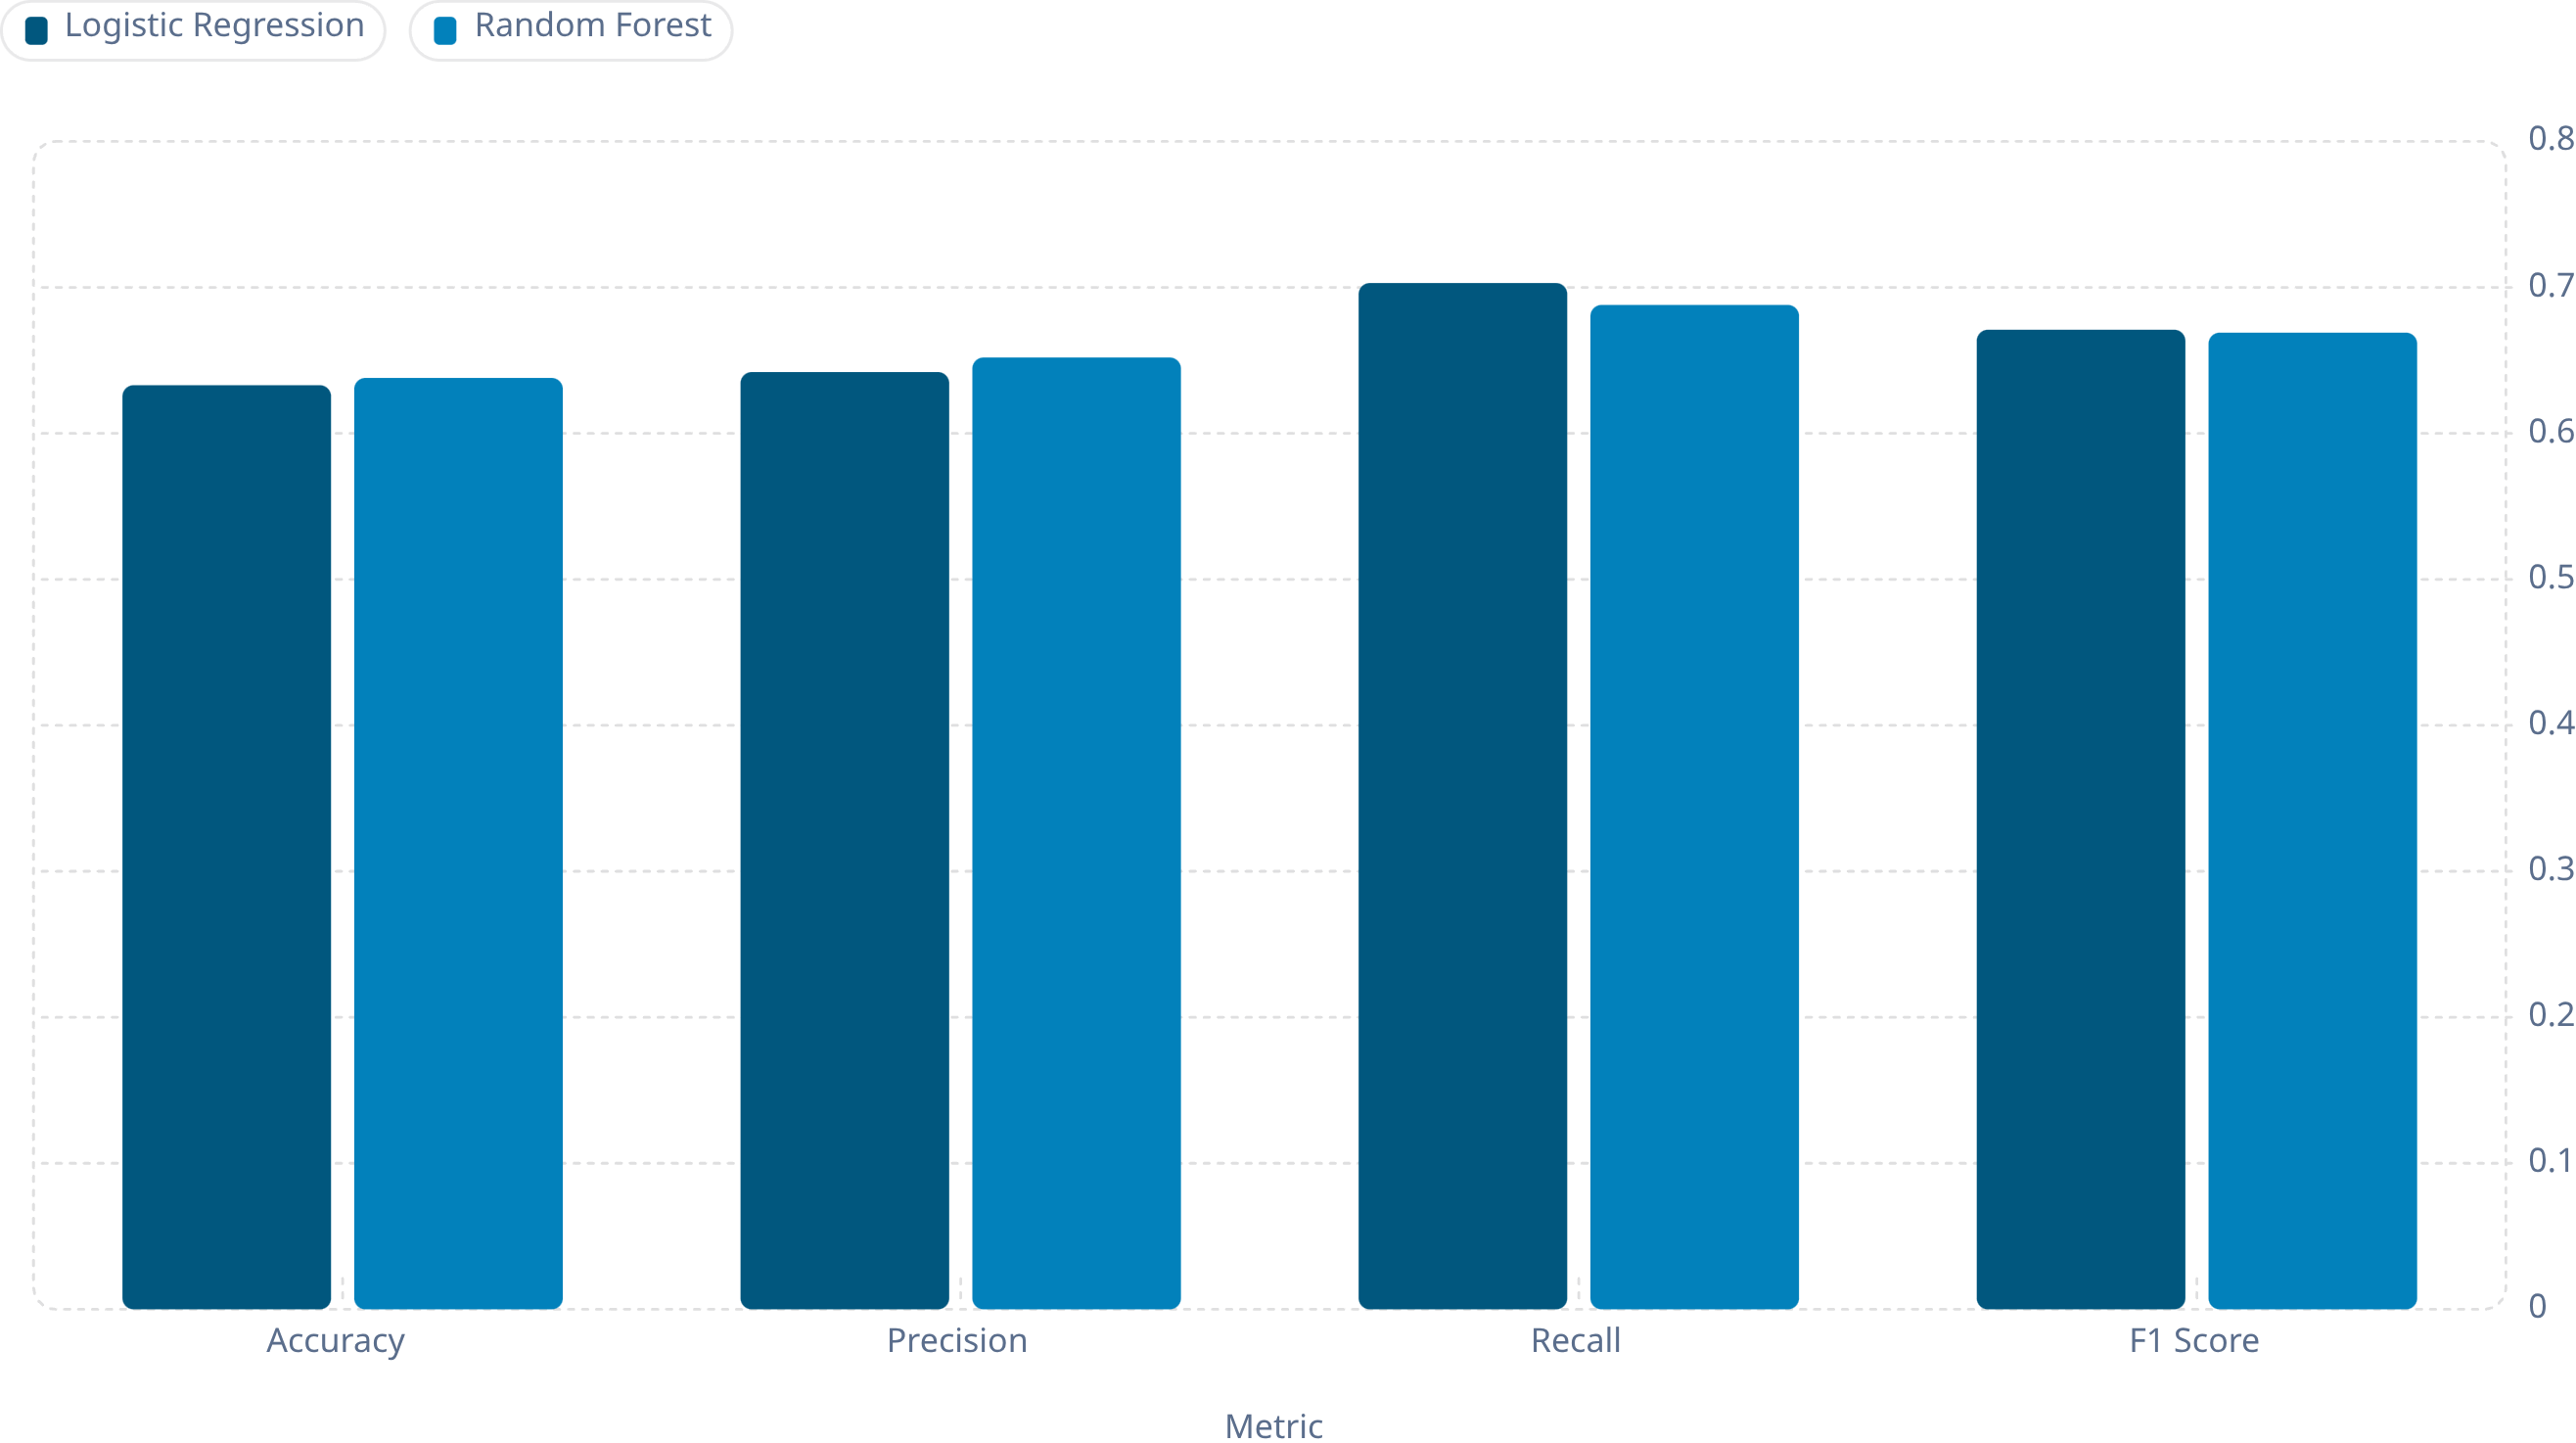 Logistic Regression
Random Forest
0.8
0.7
0.6
0.5
0.4
0.3
0.2
0.1
0
Accuracy
Precision
Recall
F1 Score
Metric